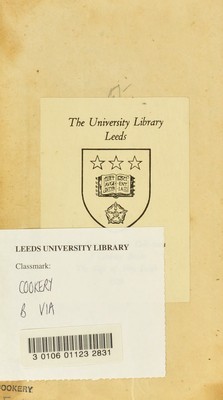 The University Library
Leeds
LEEDS UNIVERSITY LIBRARY
Classmark:
COOKERY
B VIA
3 0106 01123 2831
COOKERY